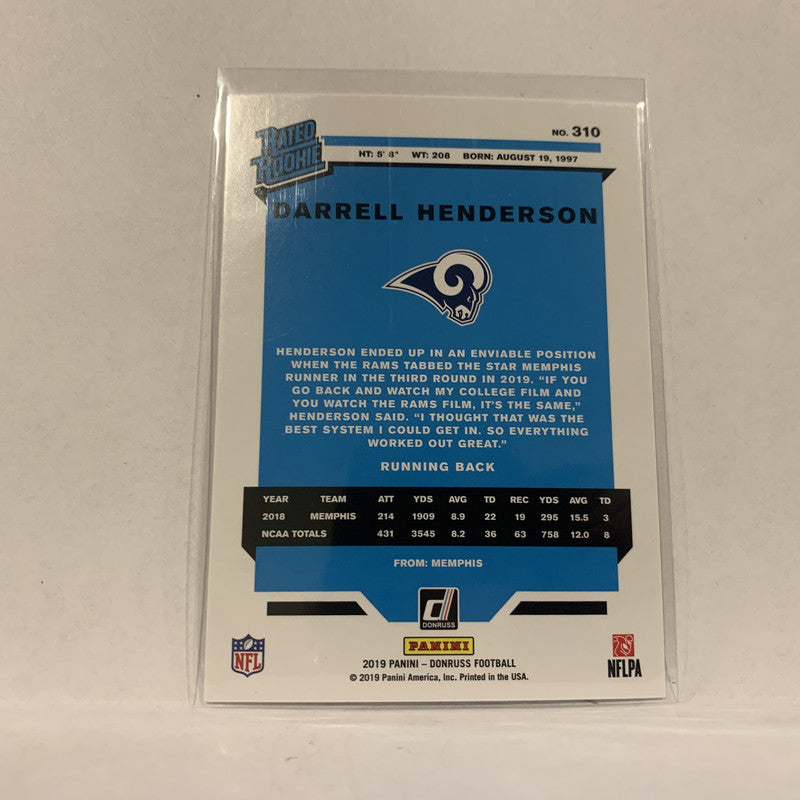 RATED
ROOKIE
NO. 310
HT: 5' 8" WT: 208 BORN: AUGUST 19, 1997
DARRELL HENDERSON
HENDERSON ENDED UP IN AN ENVIABLE POSITION
WHEN THE RAMS TABBED THE STAR MEMPHIS
RUNNER IN THE THIRD ROUND IN 2019. “IF YOU
GO BACK AND WATCH MY COLLEGE FILM AND
YOU WATCH THE RAMS FILM, IT’S THE SAME,”
HENDERSON SAID. “I THOUGHT THAT WAS THE
BEST SYSTEM I COULD GET IN. SO EVERYTHING
WORKED OUT GREAT.”
RUNNING BACK
YEAR TEAM ATT YDS AVG TD REC YDS AVG TD
2018 MEMPHIS 214 1909 8.9 22 19 295 15.5 3
NCAA TOTALS 431 3545 8.2 36 63 758 12.0 8
FROM: MEMPHIS
d
DONRUSS
PANINI
NFL
NFLPA
2019 PANINI – DONRUSS FOOTBALL
© 2019 Panini America, Inc. Printed in the USA.